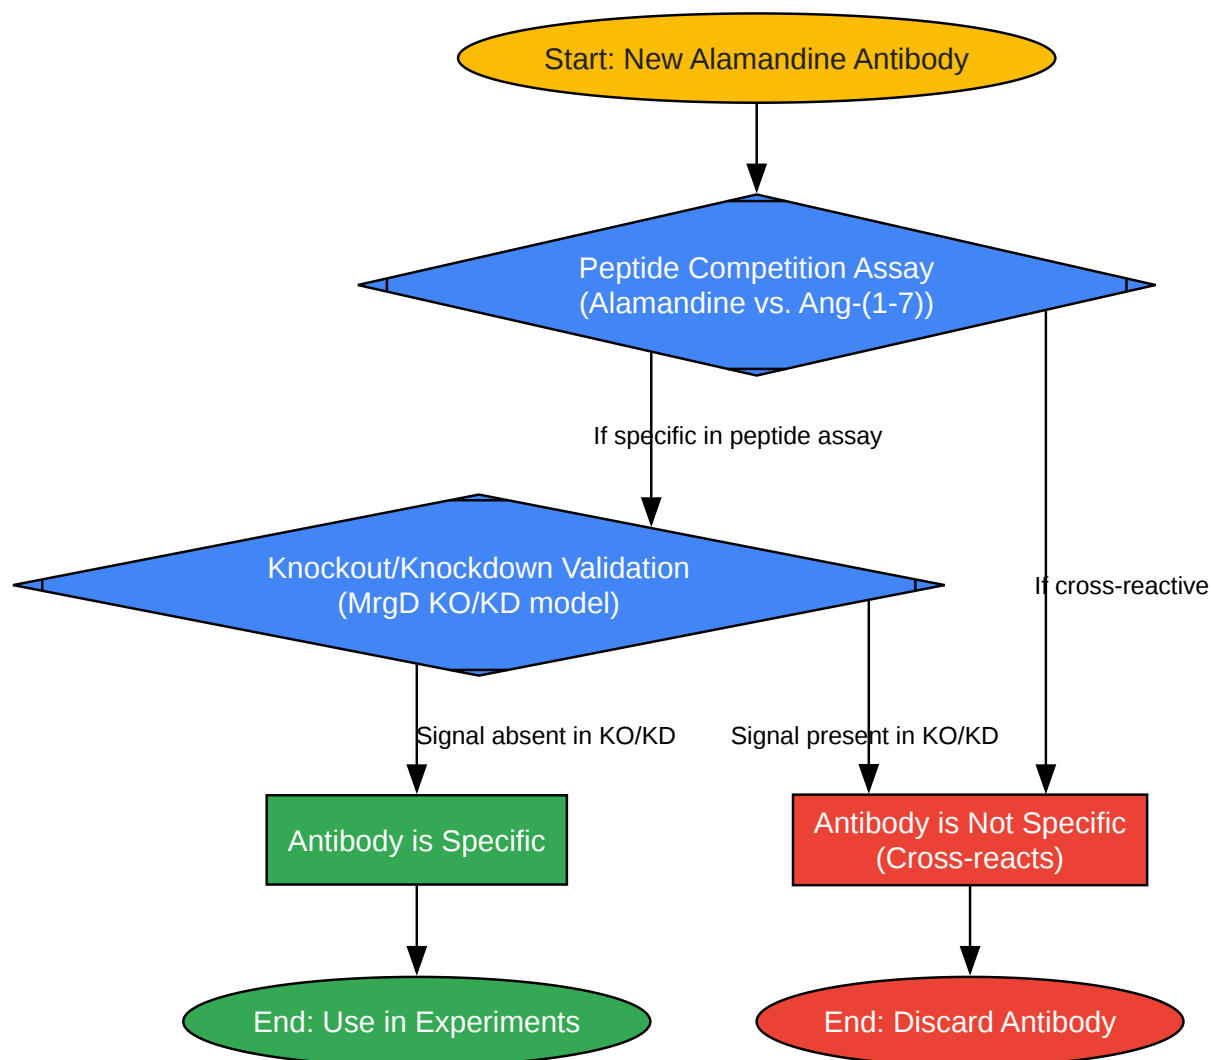 Start: New Alamandine Antibody
Peptide Competition Assay
(Alamandine vs. Ang-(1-7))
If specific in peptide assay
Knockout/Knockdown Validation
(MrgD KO/KD model)
If cross-reactive
Signal absent in KO/KD
Signal present in KO/KD
Antibody is Specific
Antibody is Not Specific
(Cross-reacts)
End: Use in Experiments
End: Discard Antibody